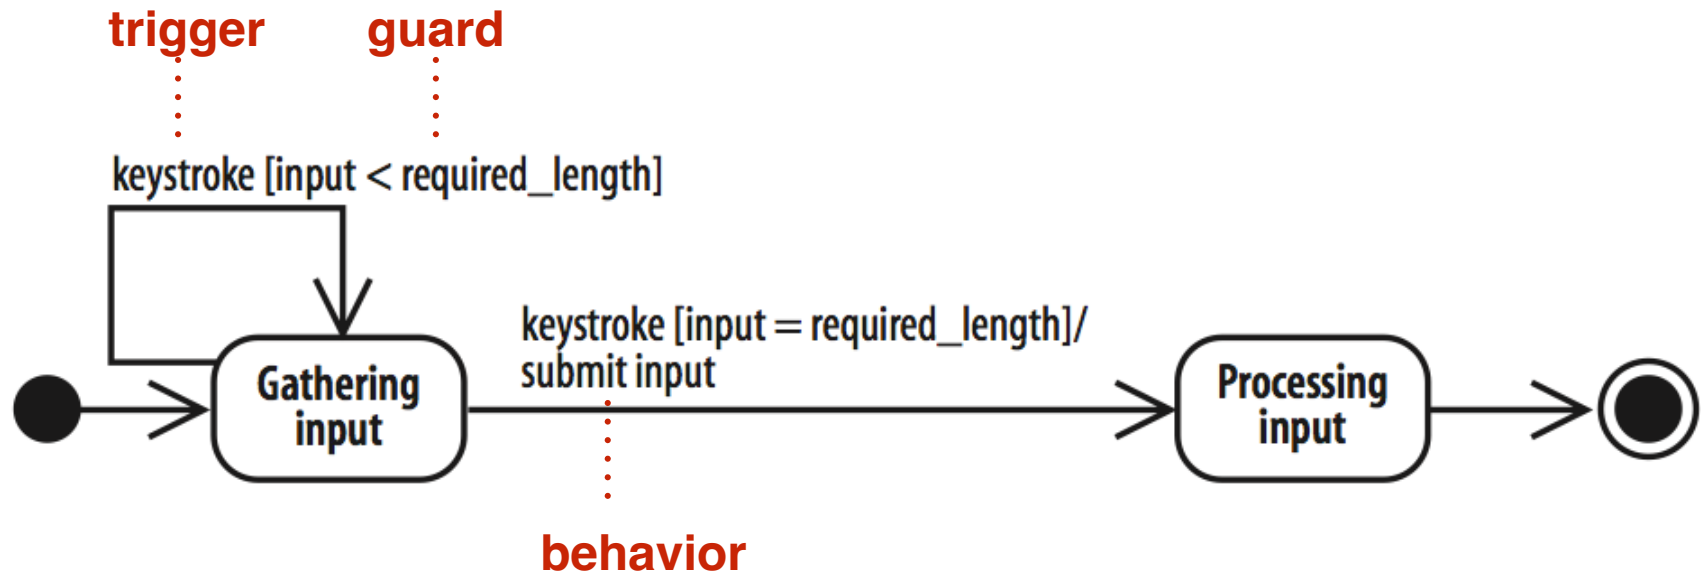 trigger guard
keystroke [input < required_length]
keystroke [input = required_length]/
submit input
Gathering
input
Processing
input
behavior